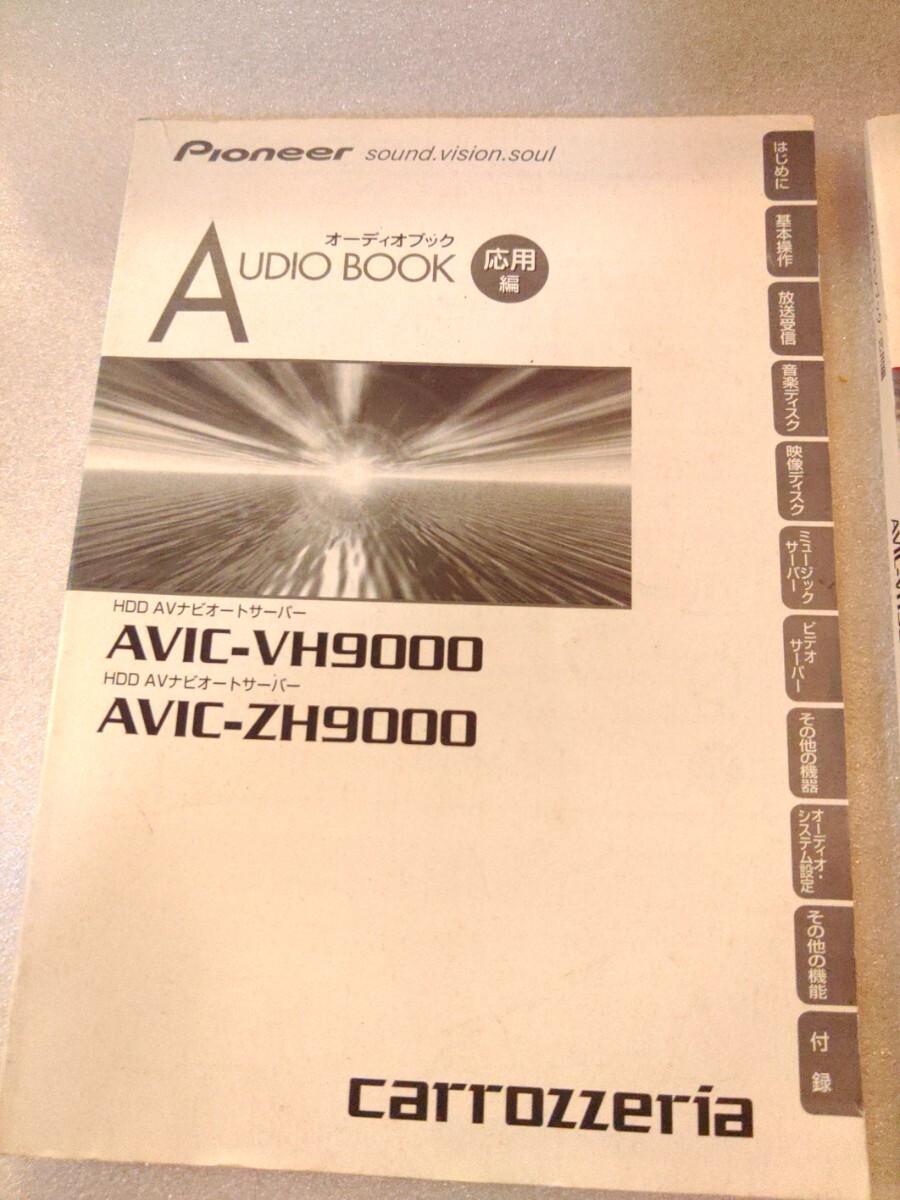 Pioneer sound.vision.soul
オーディオブック
AUDIO BOOK
応用
編
HDD AVナビオートサーバー
AVIC-VH9000
HDD AVナビオートサーバー
AVIC-ZH9000
carrozzeria
はじめに
基本操作
放送受信
音楽ディスク
映像ディスク
ミュージック
サーバー
ビデオ
サーバー
その他の機器
オーディオ・
システム設定
その他の機能
付録